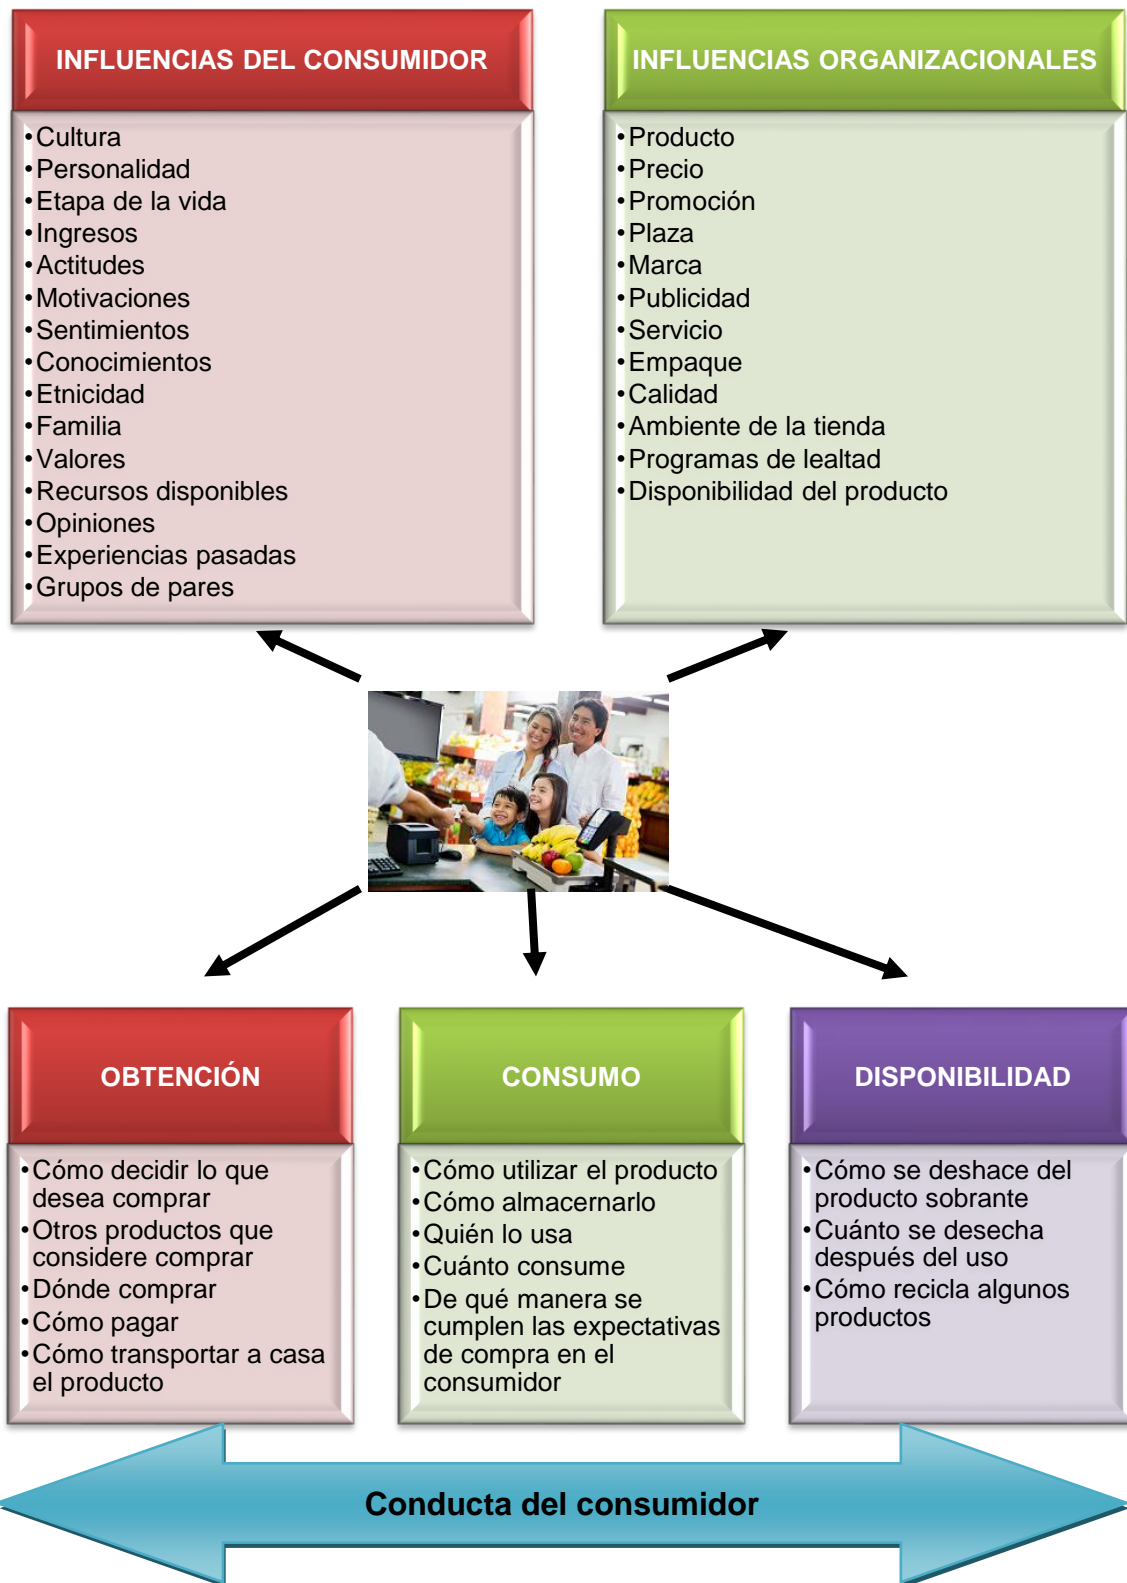 INFLUENCIAS DEL CONSUMIDOR
•Cultura
•Personalidad
•Etapa de la vida
•Ingresos
•Actitudes
•Motivaciones
•Sentimientos
•Conocimientos
•Etnicidad
•Familia
•Valores
•Recursos disponibles
•Opiniones
•Experiencias pasadas
•Grupos de pares
INFLUENCIAS ORGANIZACIONALES
•Producto
•Precio
•Promoción
•Plaza
•Marca
•Publicidad
•Servicio
•Empaque
•Calidad
•Ambiente de la tienda
•Programas de lealtad
•Disponibilidad del producto
OBTENCIÓN
•Cómo decidir lo que
desea comprar
•Otros productos que
considere comprar
•Dónde comprar
•Cómo pagar
•Cómo transportar a casa
el producto
CONSUMO
•Cómo utilizar el producto
•Cómo almacernarlo
•Quién lo usa
•Cuánto consume
•De qué manera se
cumplen las expectativas
de compra en el
consumidor
DISPONIBILIDAD
•Cómo se deshace del
producto sobrante
•Cuánto se desecha
después del uso
•Cómo recicla algunos
productos
Conducta del consumidor